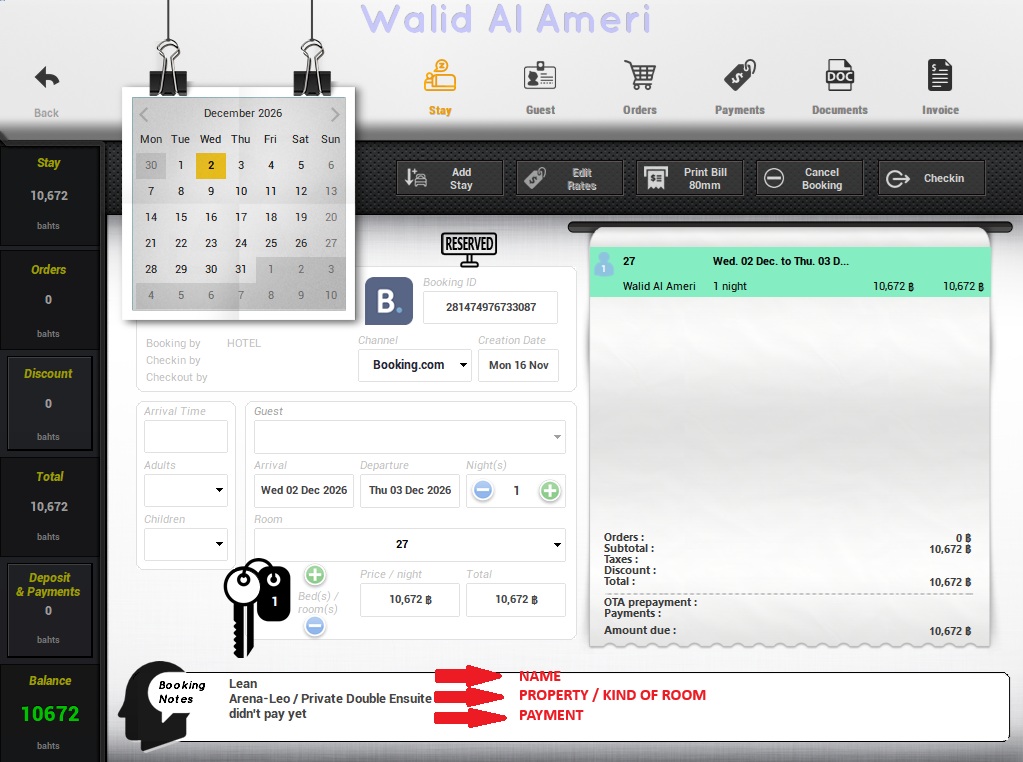 Walid Al Ameri
Back
Stay
Guest
Orders
Payments
Documents
Invoice
December 2026
Mon Tue Wed Thu Fri Sat Sun
30 1 2 3 4 5 6
7 8 9 10 11 12 13
14 15 16 17 18 19 20
21 22 23 24 25 26 27
28 29 30 31 1 2 3
4 5 6 7 8 9 10
Add
Stay
Edit
Rates
Print Bill
80mm
Cancel
Booking
Checkin
Stay
10,672
bahts
Orders
0
bahts
Discount
0
bahts
Total
10,672
bahts
Deposit
& Payments
0
bahts
Balance
10672
bahts
RESERVED
B.
Booking ID
281474976733087
Booking by HOTEL
Checkin by
Checkout by
Channel
Booking.com
Creation Date
Mon 16 Nov
Arrival Time
Adults
Children
Guest
Arrival
Wed 02 Dec 2026
Departure
Thu 03 Dec 2026
Night(s)
1
Room
27
1
Bed(s) /
room(s)
Price / night
10,672 ฿
Total
10,672 ฿
1
27 Wed. 02 Dec. to Thu. 03 D...
Walid Al Ameri 1 night 10,672 ฿ 10,672 ฿
Orders : 0 ฿
Subtotal : 10,672 ฿
Taxes :
Discount :
Total : 10,672 ฿
OTA prepayment :
Payments :
Amount due : 10,672 ฿
Booking
Notes
Lean
Arena-Leo / Private Double Ensuite
didn't pay yet
NAME
PROPERTY / KIND OF ROOM
PAYMENT
DOC